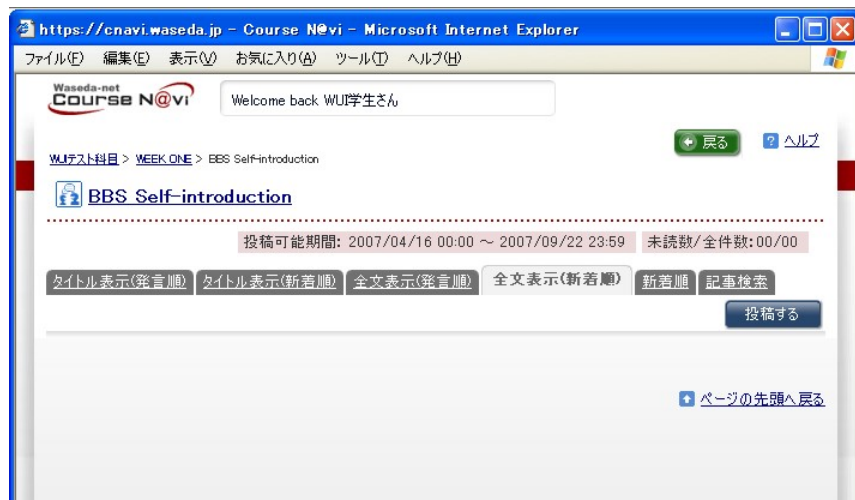 https://cnavi.waseda.jp - Course N@vi - Microsoft Internet Explorer
ファイル(F) 編集(E) 表示(V) お気に入り(A) ツール(T) ヘルプ(H)
Waseda-net
Course N@vi
Welcome back WUI学生さん
戻る ヘルプ
WUIテスト科目 > WEEK ONE > BBS Self-introduction
BBS Self-introduction
投稿可能期間: 2007/04/16 00:00 ～ 2007/09/22 23:59 未読数/全件数:00/00
タイトル表示(発言順) タイトル表示(新着順) 全文表示(発言順) 全文表示(新着順) 新着順 記事検索
投稿する
ページの先頭へ戻る